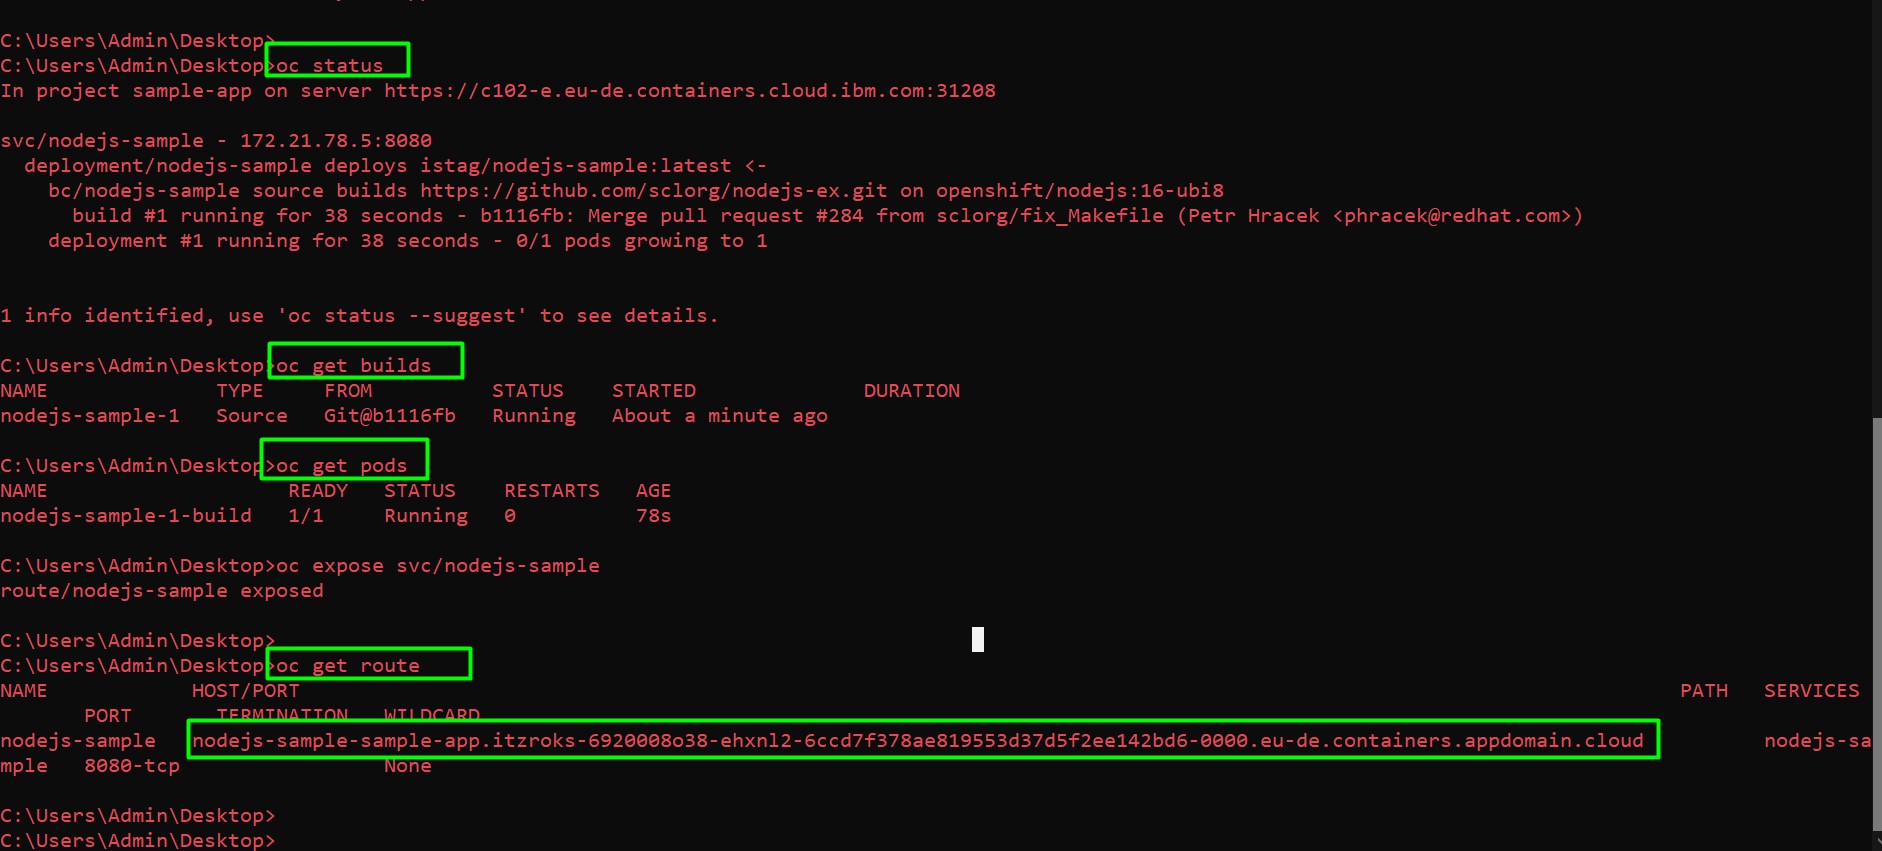 C:\Users\Admin\Desktop>
C:\Users\Admin\Desktop>oc status
In project sample-app on server https://c102-e.eu-de.containers.cloud.ibm.com:31208
svc/nodejs-sample - 172.21.78.5:8080
  deployment/nodejs-sample deploys istag/nodejs-sample:latest <-
    bc/nodejs-sample source builds https://github.com/sclorg/nodejs-ex.git on openshift/nodejs:16-ubi8
      build #1 running for 38 seconds - b1116fb: Merge pull request #284 from sclorg/fix_Makefile (Petr Hracek <phracek@redhat.com>)
    deployment #1 running for 38 seconds - 0/1 pods growing to 1
1 info identified, use 'oc status --suggest' to see details.
C:\Users\Admin\Desktop>oc get builds
NAME              TYPE     FROM          STATUS    STARTED              DURATION
nodejs-sample-1   Source   Git@b1116fb   Running   About a minute ago
C:\Users\Admin\Desktop>oc get pods
NAME                    READY   STATUS    RESTARTS   AGE
nodejs-sample-1-build   1/1     Running   0          78s
C:\Users\Admin\Desktop>oc expose svc/nodejs-sample
route/nodejs-sample exposed
C:\Users\Admin\Desktop>
C:\Users\Admin\Desktop>oc get route
NAME            HOST/PORT                                                                                                                   PATH   SERVICES
       PORT       TERMINATION   WILDCARD
nodejs-sample   nodejs-sample-sample-app.itzroks-6920008o38-ehxnl2-6ccd7f378ae819553d37d5f2ee142bd6-0000.eu-de.containers.appdomain.cloud          nodejs-sa
mple   8080-tcp                 None
C:\Users\Admin\Desktop>
C:\Users\Admin\Desktop>